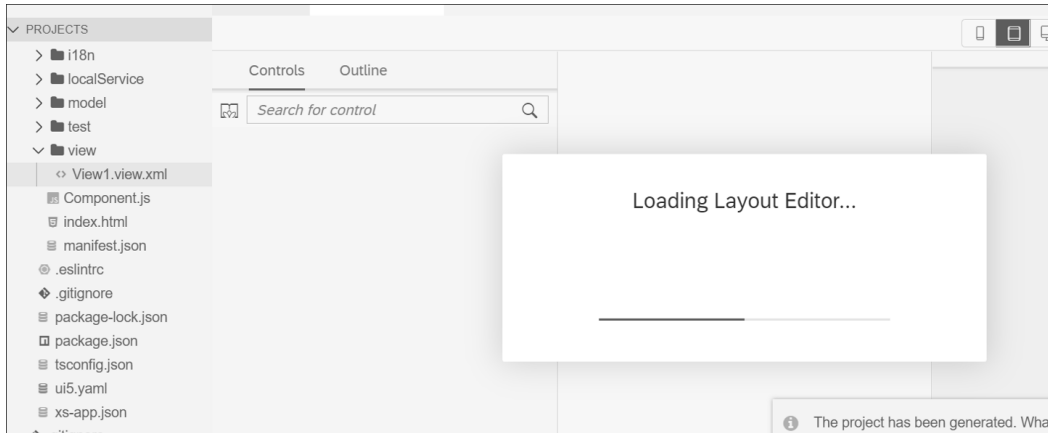 PROJECTS
i18n
localService
model
test
view
View1.view.xml
Component.js
index.html
manifest.json
.eslintrc
.gitignore
package-lock.json
package.json
tsconfig.json
ui5.yaml
xs-app.json
Controls Outline
Search for control
Loading Layout Editor...
The project has been generated. Wha